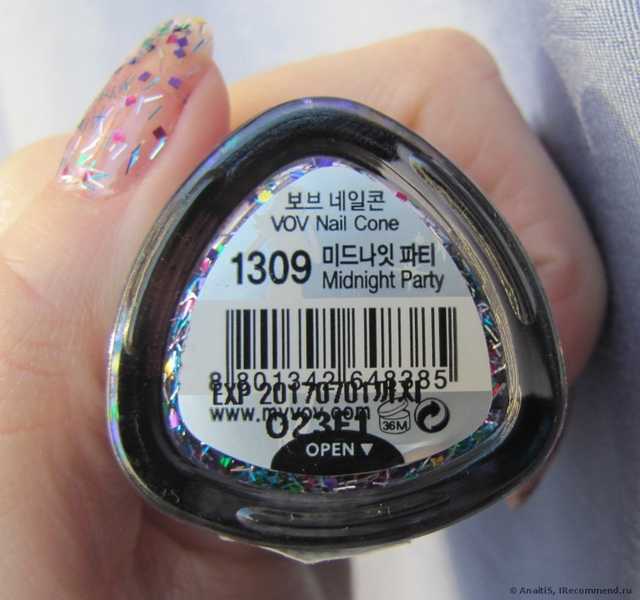 보브 네일콘
VOV Nail Cone
1309 미드나잇 파티
Midnight Party
8 801342 648385
EXP 20170701까지
www.myvov.com
36M
OPEN ▼
© AnaitiS, IRecommend.ru